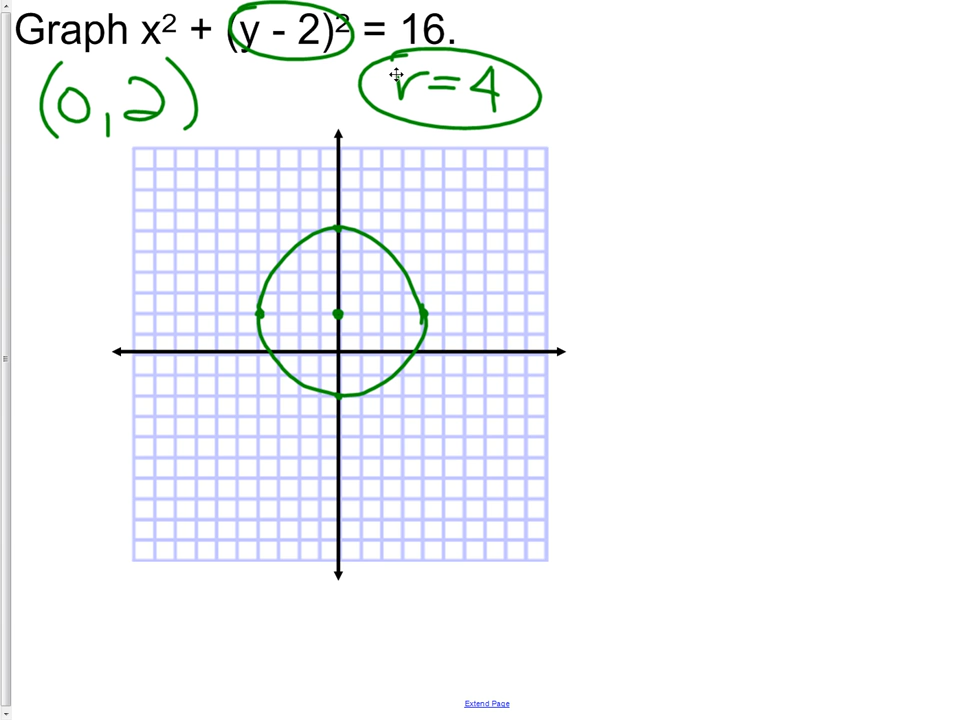 Graph x² + (y - 2)² = 16.
(0, 2)
r = 4
Extend Page